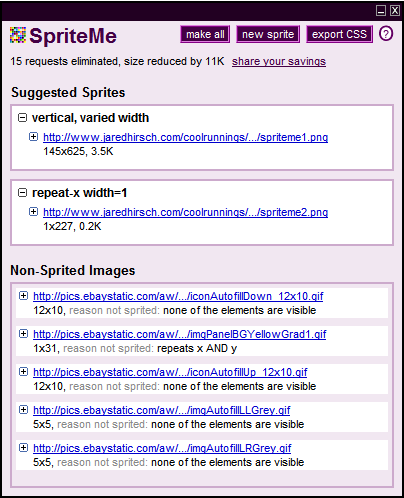 SpriteMe
make all
new sprite
export CSS
?
15 requests eliminated, size reduced by 11K share your savings
Suggested Sprites
vertical, varied width
http://www.jaredhirsch.com/coolrunnings/.../spriteme1.png
145x625, 3.5K
repeat-x width=1
http://www.jaredhirsch.com/coolrunnings/.../spriteme2.png
1x227, 0.2K
Non-Sprited Images
http://pics.ebaystatic.com/aw/.../iconAutofillDown_12x10.gif
12x10, reason not sprited: none of the elements are visible
http://pics.ebaystatic.com/aw/.../imgPanelBGYellowGrad1.gif
1x31, reason not sprited: repeats x AND y
http://pics.ebaystatic.com/aw/.../iconAutofillUp_12x10.gif
12x10, reason not sprited: none of the elements are visible
http://pics.ebaystatic.com/aw/.../imgAutofillLLGrey.gif
5x5, reason not sprited: none of the elements are visible
http://pics.ebaystatic.com/aw/.../imgAutofillLRGrey.gif
5x5, reason not sprited: none of the elements are visible